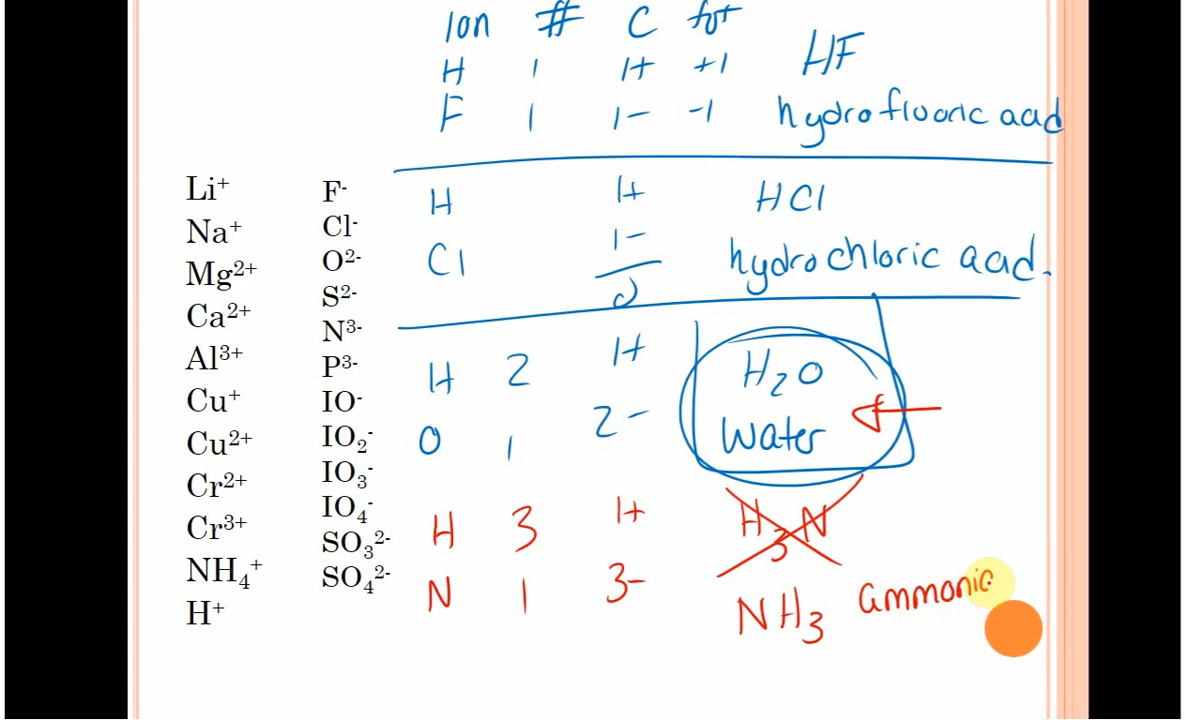 Ion # C tot
H 1 1+ +1 HF
F 1 1- -1 hydrofluoric acid
Li⁺ F⁻ H 1+ HCl
Na⁺ Cl⁻ Cl 1- hydrochloric acid.
Mg²⁺ O²⁻ 0
Ca²⁺ S²⁻
Al³⁺ N³⁻ H 2 1+ H₂O
Cu⁺ P³⁻ O 1 2- Water
Cu²⁺ IO⁻
Cr²⁺ IO₂⁻
Cr³⁺ IO₃⁻ H 3 1+ H₃N
NH₄⁺ IO₄⁻ N 1 3- NH₃ ammonia
H⁺ SO₃²⁻
SO₄²⁻